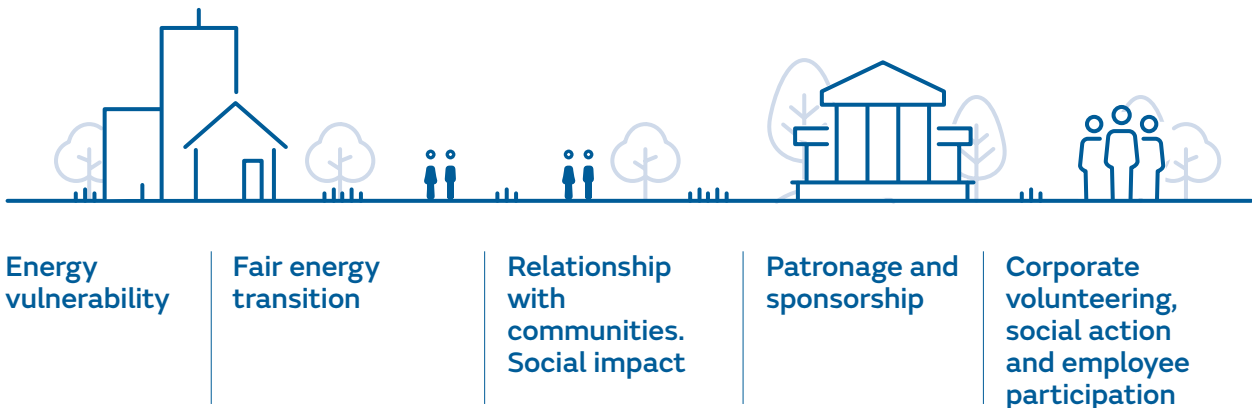 Energy
vulnerability
Fair energy
transition
Relationship
with
communities.
Social impact
Patronage and
sponsorship
Corporate
volunteering,
social action
and employee
participation